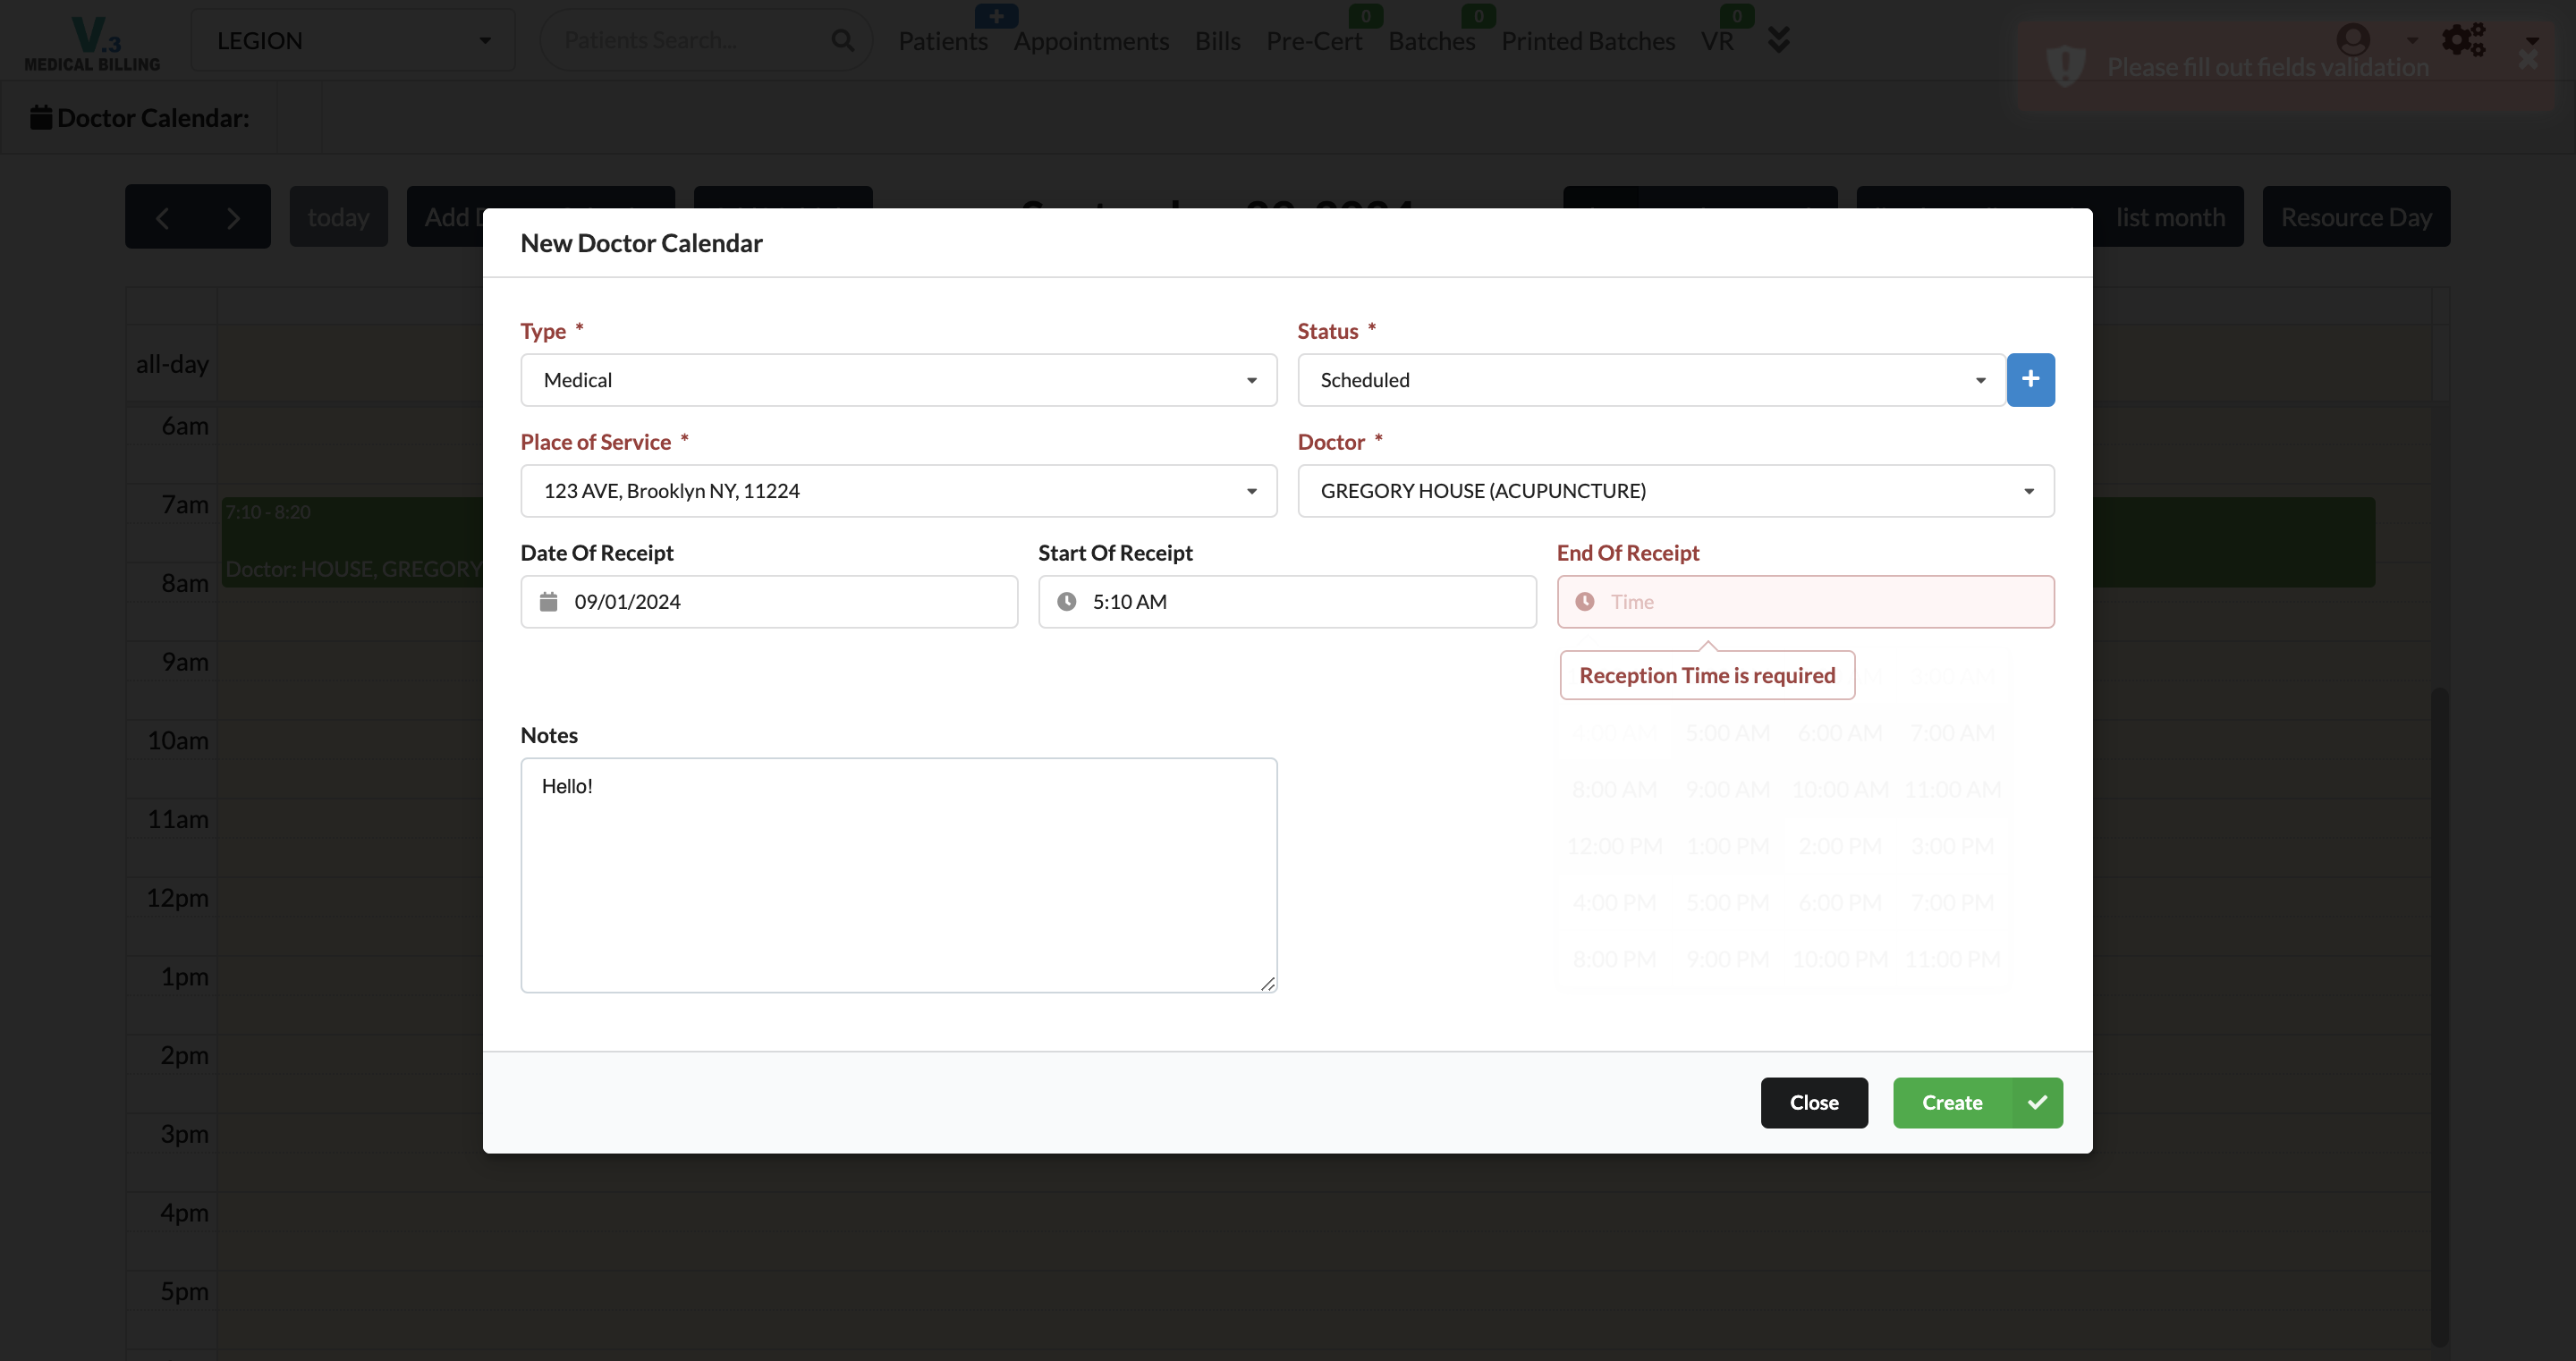 V.3
MEDICAL BILLING
LEGION
Patients Search...
Patients
Appointments
Bills
Pre-Cert
0
Batches
0
Printed Batches
VR
0
Please fill out fields validation
Doctor Calendar:
today
Add
list month
Resource Day
New Doctor Calendar
Type *
Status *
Medical
Scheduled
Place of Service *
Doctor *
123 AVE, Brooklyn NY, 11224
GREGORY HOUSE (ACUPUNCTURE)
Date Of Receipt
Start Of Receipt
End Of Receipt
09/01/2024
5:10 AM
Time
Reception Time is required
4:00 AM 5:00 AM 6:00 AM 7:00 AM
8:00 AM 9:00 AM 10:00 AM 11:00 AM
12:00 PM 1:00 PM 2:00 PM 3:00 PM
4:00 PM 5:00 PM 6:00 PM 7:00 PM
8:00 PM 9:00 PM 10:00 PM 11:00 PM
Notes
Hello!
Close
Create
all-day
6am
7am
7:10 - 8:20
Doctor: HOUSE, GREGORY
8am
9am
10am
11am
12pm
1pm
2pm
3pm
4pm
5pm